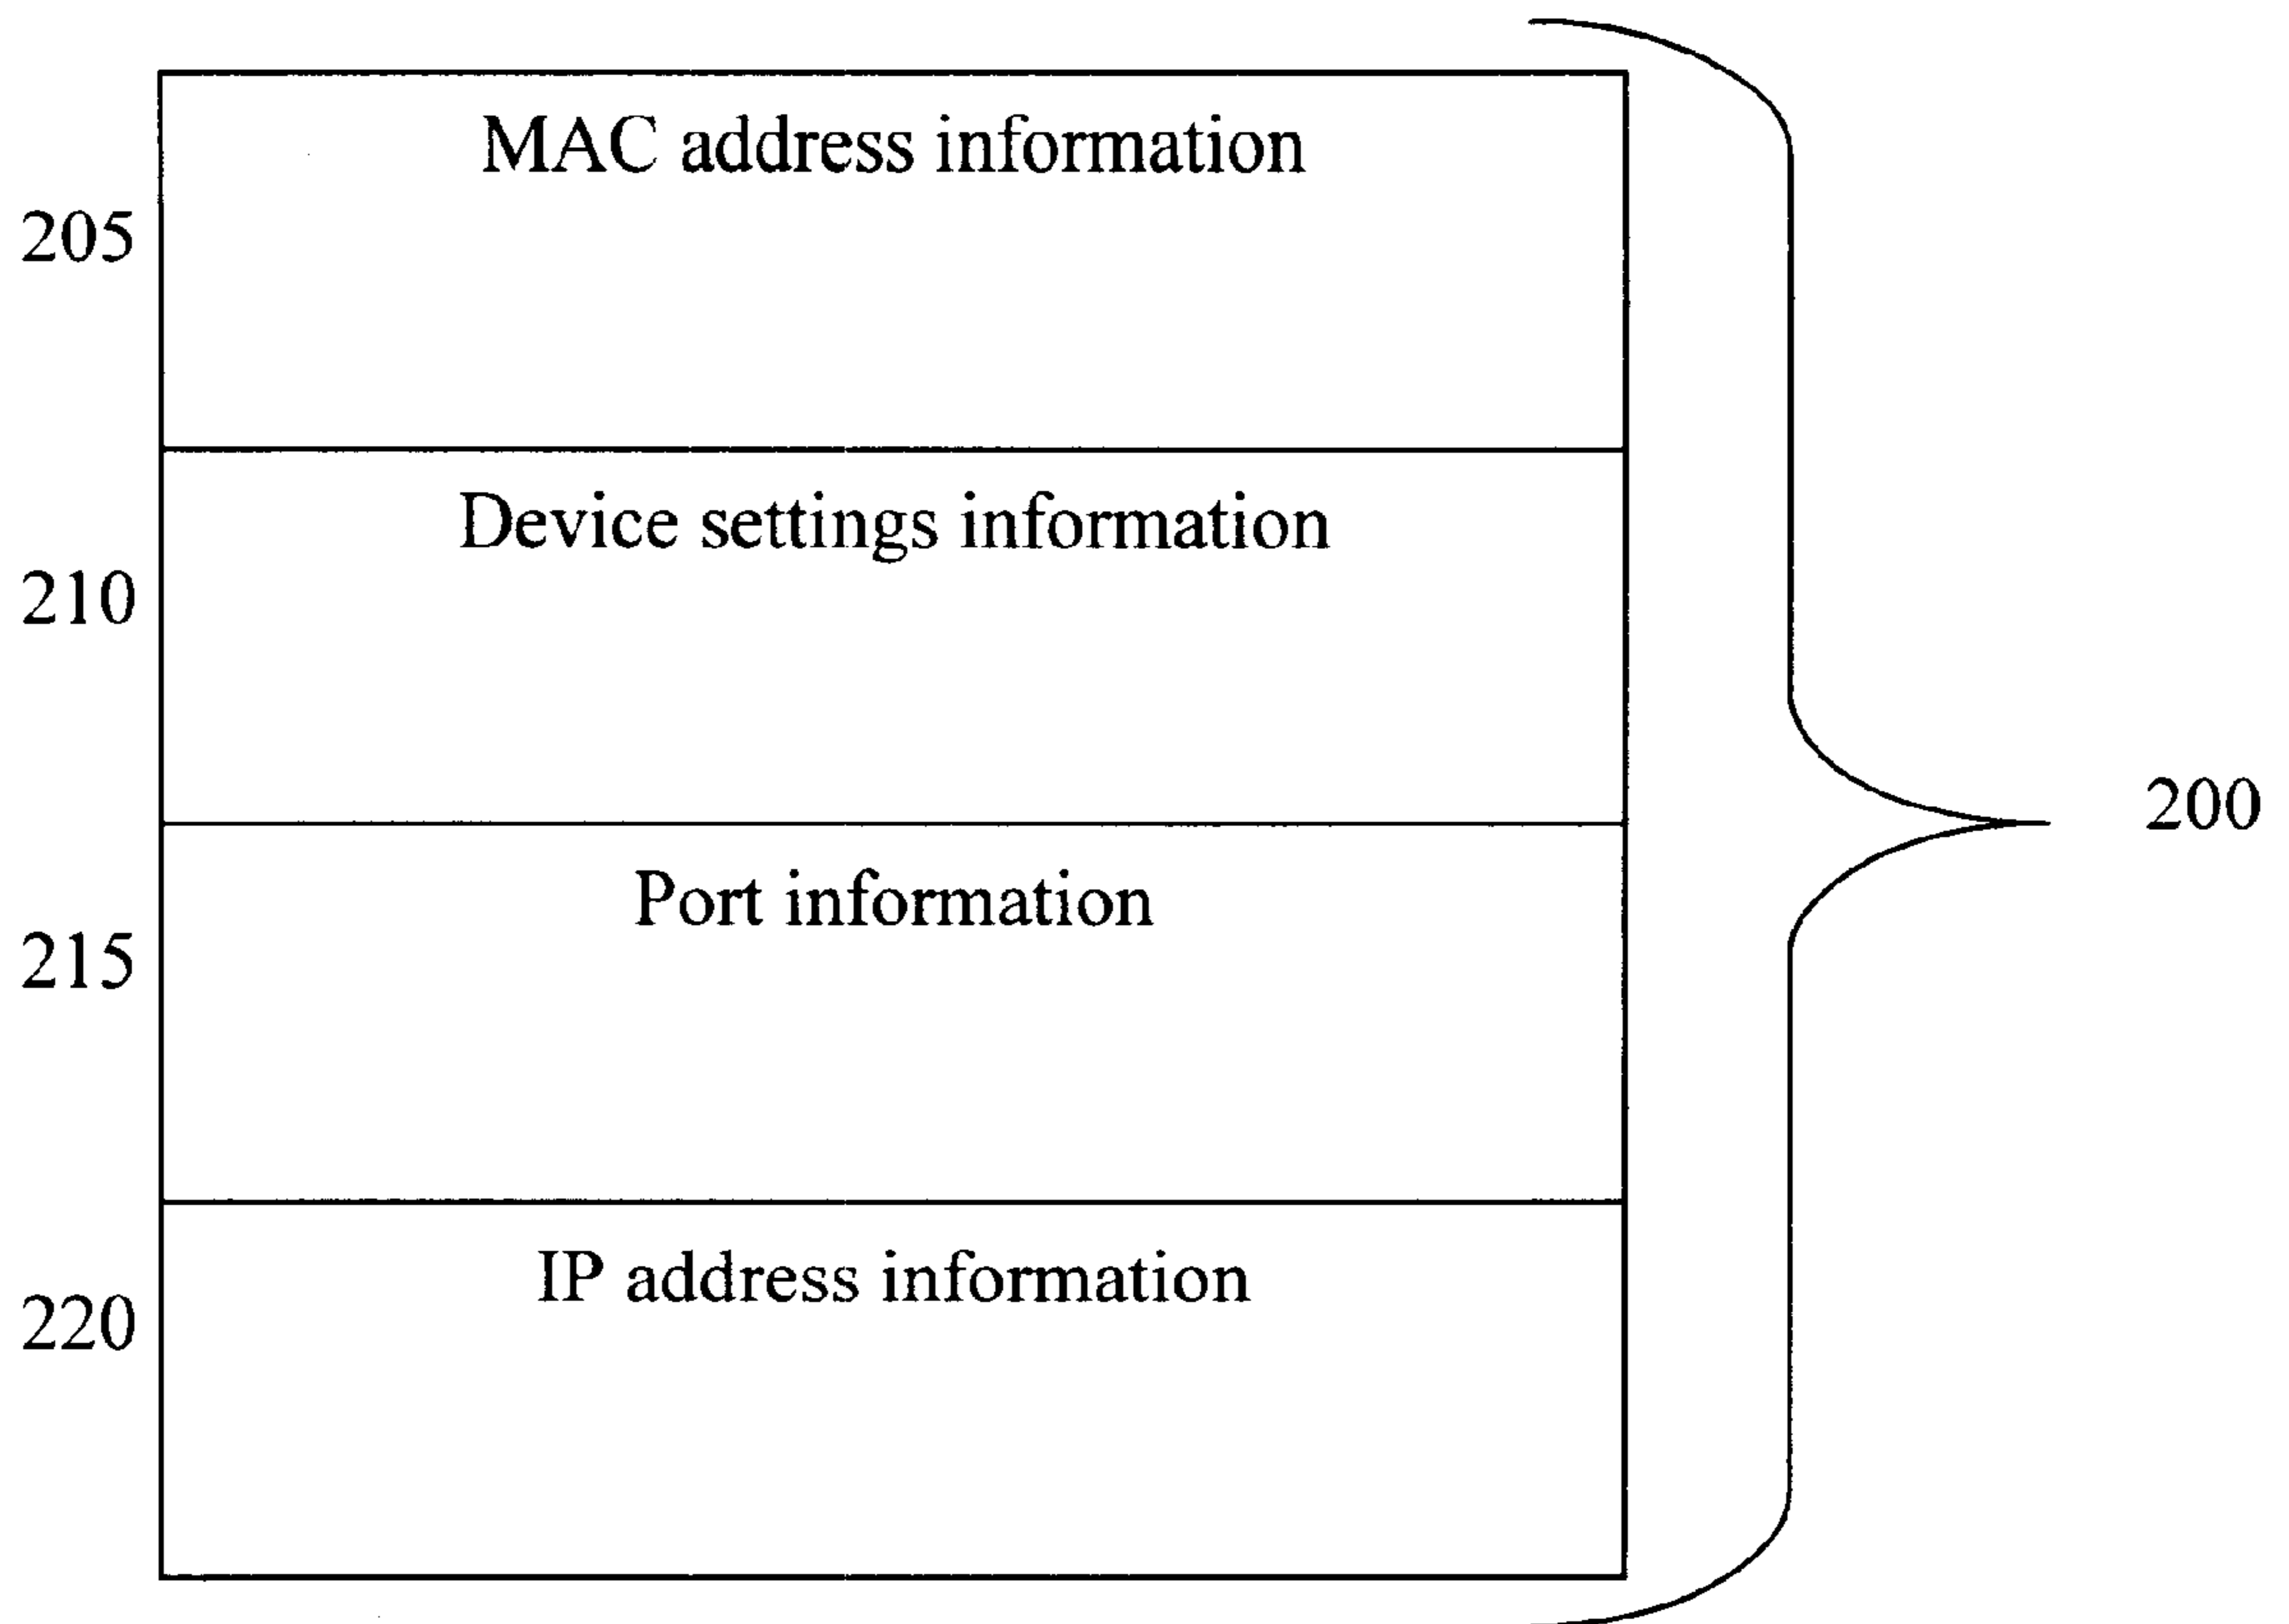 MAC address information
205
Device settings information
210
200
Port information
215
IP address information
220